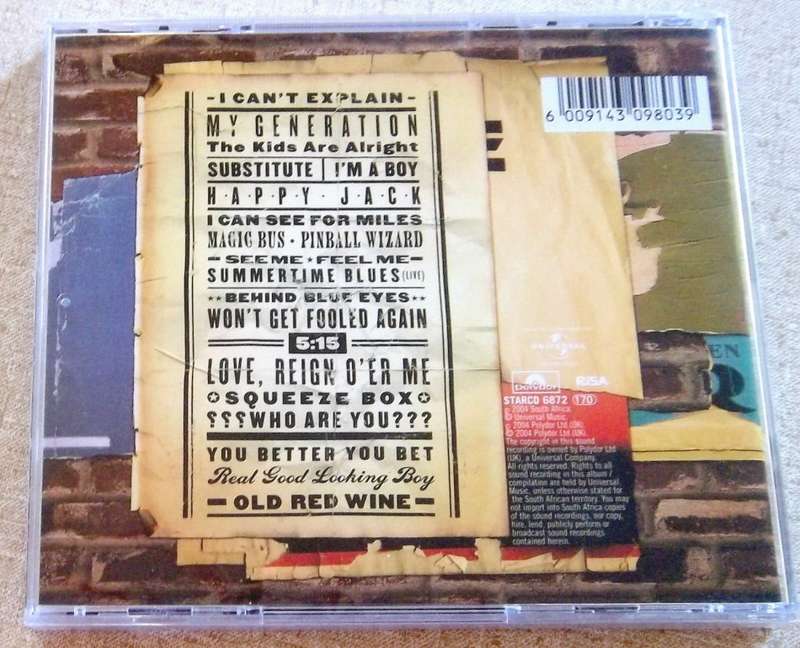 - I CAN'T EXPLAIN -
MY GENERATION
The Kids Are Alright
SUBSTITUTE | I'M A BOY
H·A·P·P·Y · J·A·C·K
I CAN SEE FOR MILES
MAGIC BUS · PINBALL WIZARD
- SEE ME ★ FEEL ME -
SUMMERTIME BLUES (LIVE)
★★ BEHIND BLUE EYES ★★
WON'T GET FOOLED AGAIN
5:15
LOVE, REIGN O'ER ME
✪ SQUEEZE BOX ✪
???WHO ARE YOU???
YOU BETTER YOU BET
Real Good Looking Boy
- OLD RED WINE -
6 009143 098039
E
UNIVERSAL
Polydor RiSA
STARCD 6872 (170)
℗ 2004 South Africa
© Universal Music.
℗ 2004 Polydor Ltd.(UK)
© 2004 Polydor Ltd.(UK)
The copyright in this sound
recording is owned by Polydor Ltd
(UK), a Universal Company.
All rights reserved. Rights to all
sound recording in this album /
compilation are held by Universal
Music, unless otherwise stated for
the South African territory. You may
not import into South Africa copies
of the sound recordings, nor copy,
hire, lend, publicly perform or
broadcast sound recordings
contained herein.
EN
R